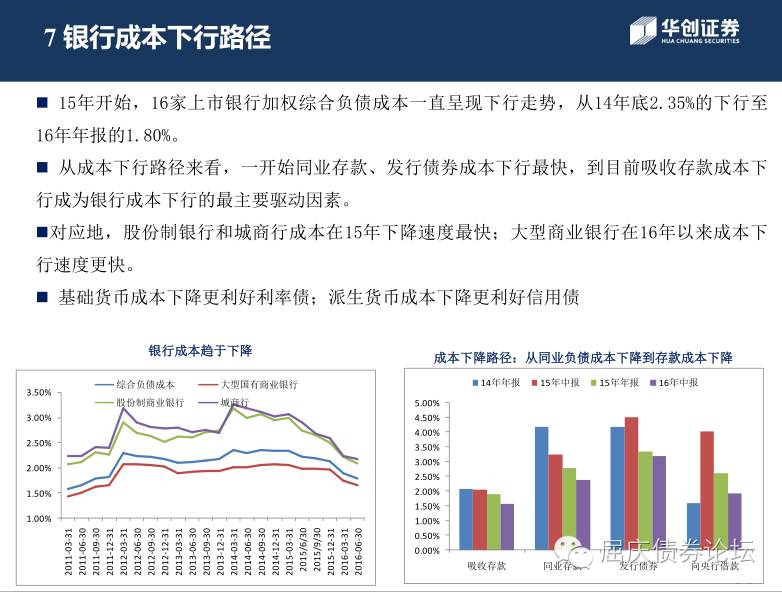 7 银行成本下行路径
华创证券
HUA CHUANG SECURITIES
■ 15年开始，16家上市银行加权综合负债成本一直呈现下行走势，从14年底2.35%的下行至
16年年报的1.80%。
■ 从成本下行路径来看，一开始同业存款、发行债券成本下行最快，到目前吸收存款成本下
行成为银行成本下行的最主要驱动因素。
■对应地，股份制银行和城商行成本在15年下降速度最快；大型商业银行在16年以来成本下
行速度更快。
■ 基础货币成本下降更利好利率债；派生货币成本下降更利好信用债
银行成本趋于下降
综合负债成本 大型国有商业银行
股份制商业银行 城商行
3.50%
3.00%
2.50%
2.00%
1.50%
1.00%
2011-03-31 2011-06-30 2011-09-30 2011-12-31 2012-03-31 2012-06-30 2012-09-30 2012-12-31 2013-03-31 2013-06-30 2013-09-30 2013-12-31 2014-03-31 2014-06-30 2014-09-30 2014-12-31 2015-03-31 2015/6/30 2015/9/30 2015-12-31 2016-03-31 2016-06-30
成本下降路径：从同业负债成本下降到存款成本下降
14年年报 15年中报 15年年报 16年中报
5.00%
4.50%
4.00%
3.50%
3.00%
2.50%
2.00%
1.50%
1.00%
0.50%
0.00%
吸收存款 同业存款 发行债券 向央行借款
屈庆债券论坛